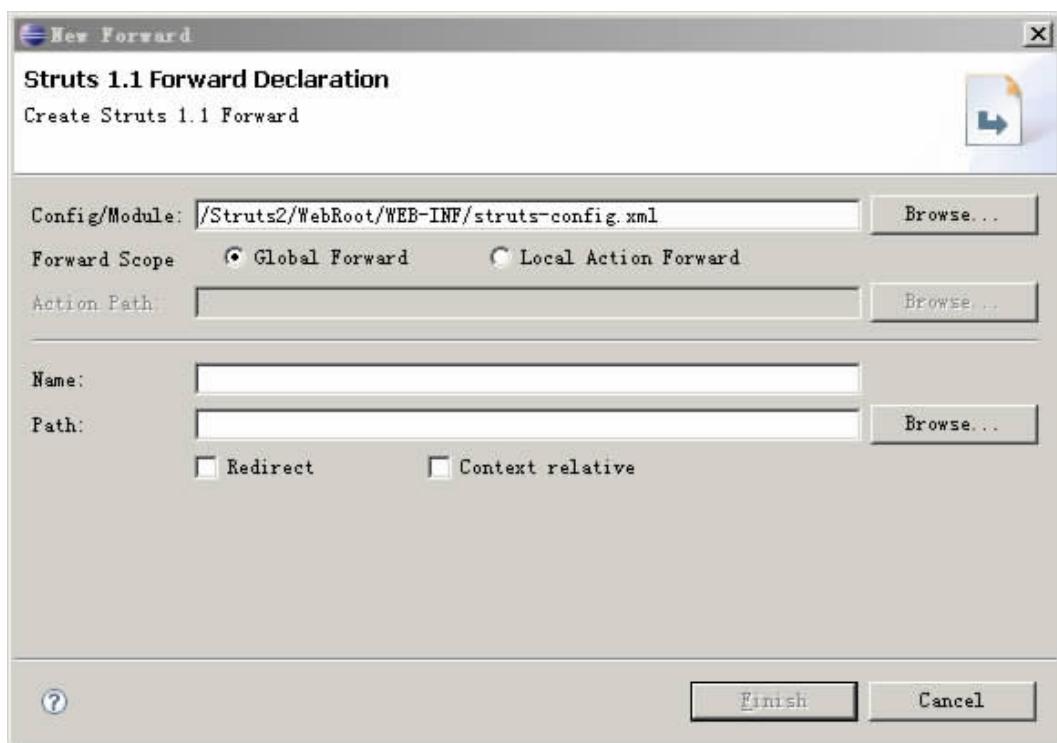 New Forward
Struts 1.1 Forward Declaration
Create Struts 1.1 Forward
Config/Module: /Struts2/WebRoot/WEB-INF/struts-config.xml Browse...
Forward Scope Global Forward Local Action Forward
Action Path: Browse...
Name:
Path: Browse...
Redirect Context relative
Finish Cancel